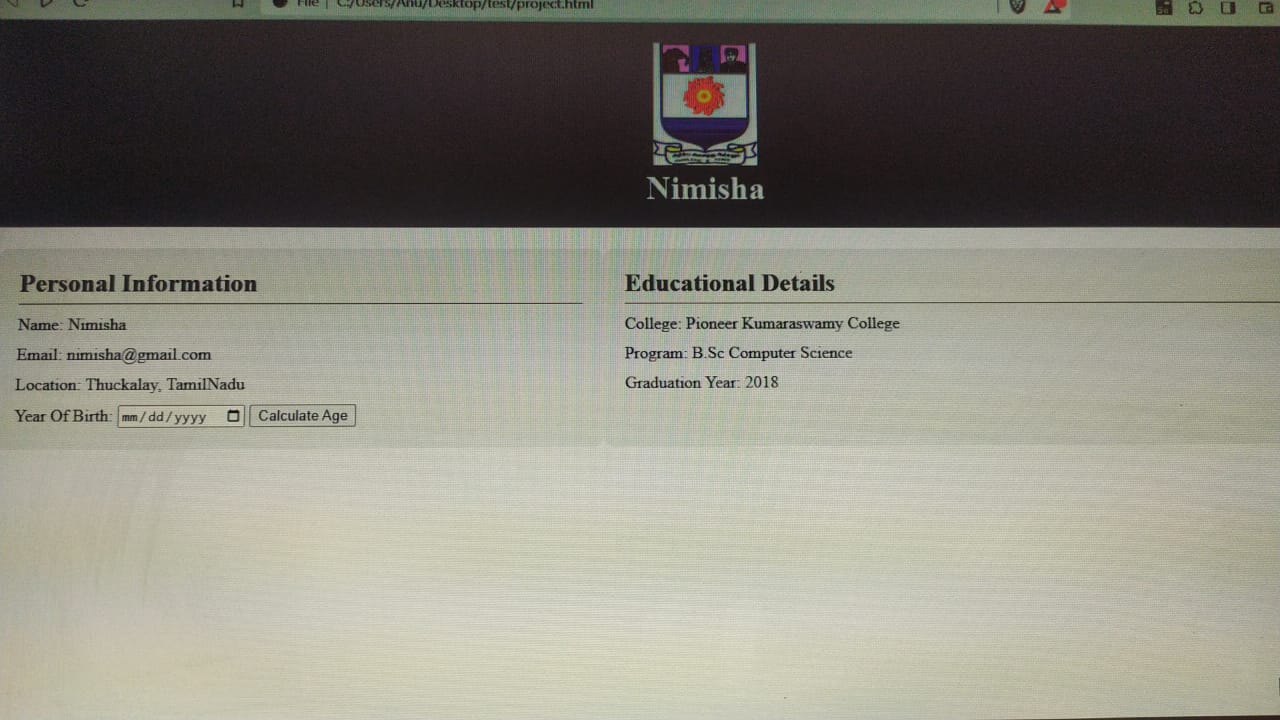 File | C:/Users/Anu/Desktop/test/project.html
Nimisha
Personal Information
Name: Nimisha
Email: nimisha@gmail.com
Location: Thuckalay, TamilNadu
Year Of Birth: mm/dd/yyyy Calculate Age
Educational Details
College: Pioneer Kumaraswamy College
Program: B.Sc Computer Science
Graduation Year: 2018